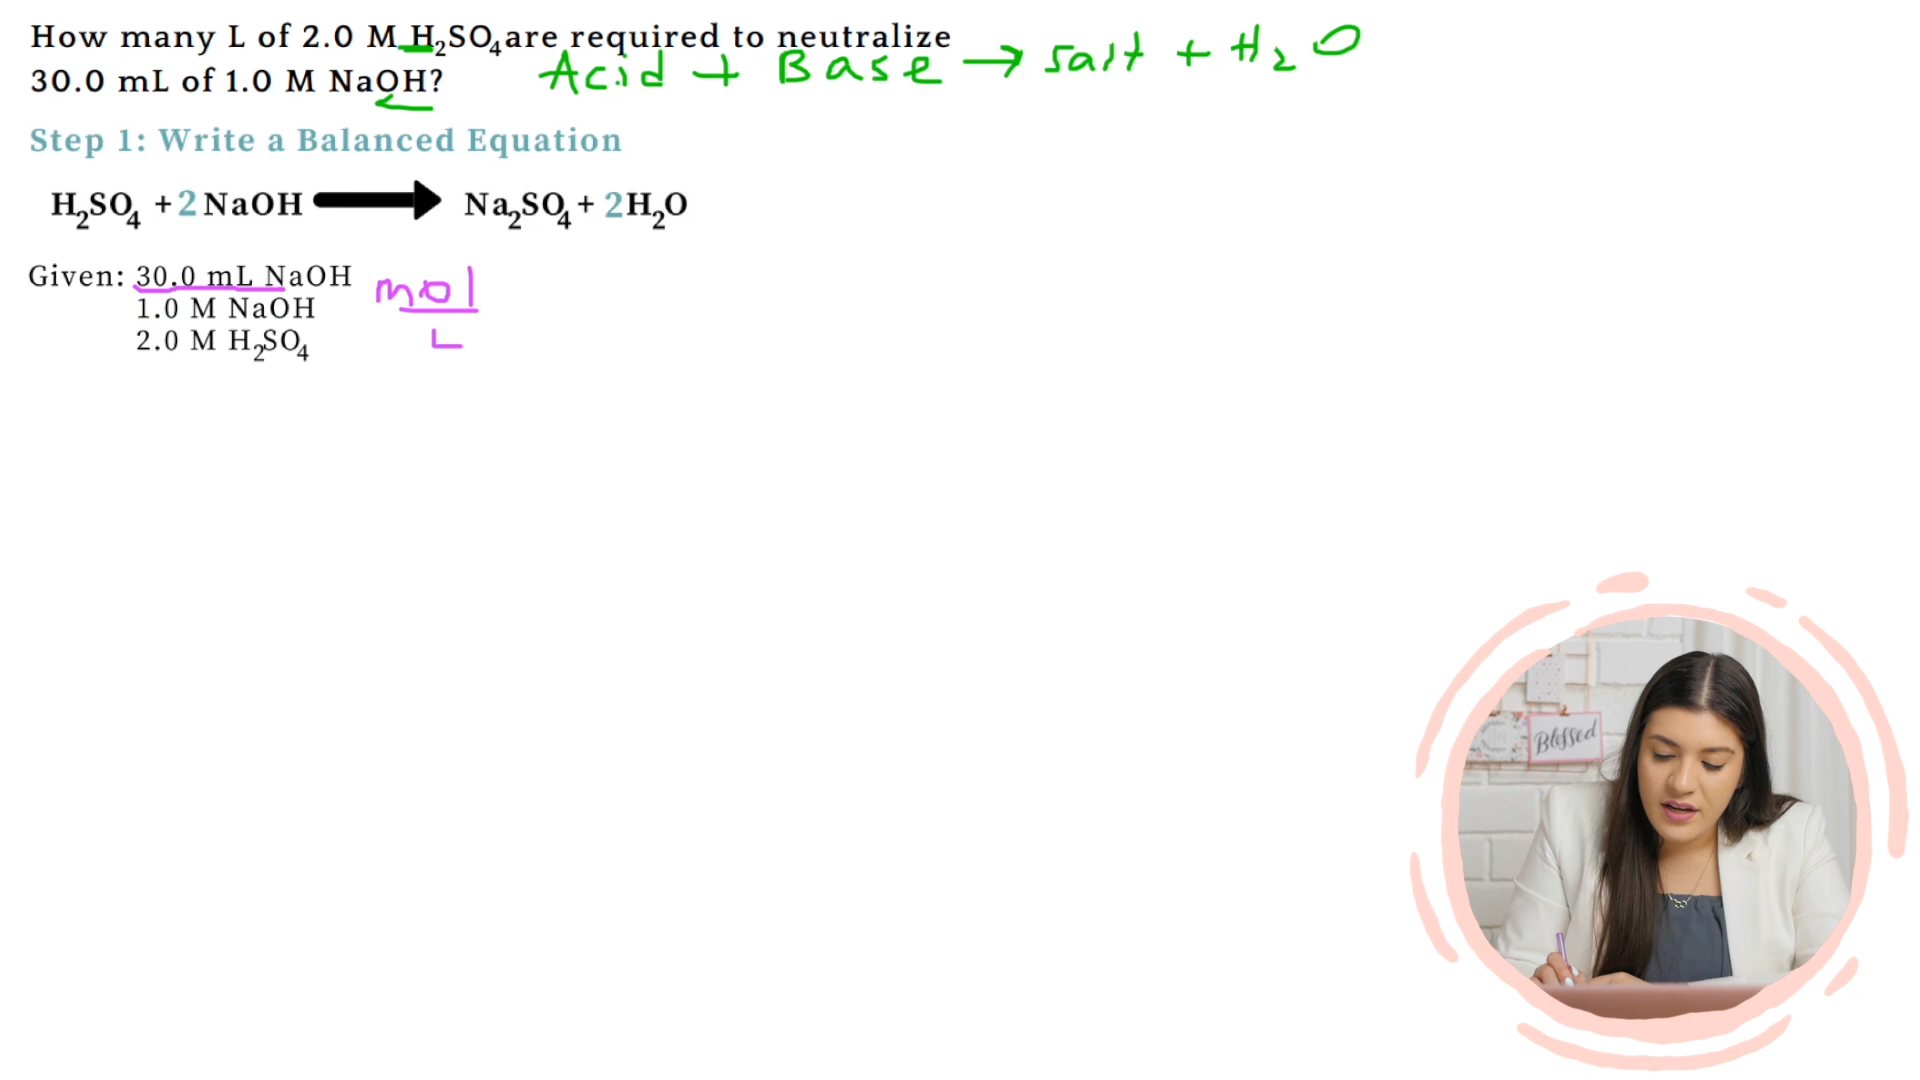 How many L of 2.0 M H₂SO₄ are required to neutralize
30.0 mL of 1.0 M NaOH?
Acid + Base → salt + H₂O
Step 1: Write a Balanced Equation
H₂SO₄ + 2 NaOH → Na₂SO₄ + 2H₂O
Given: 30.0 mL NaOH
1.0 M NaOH
2.0 M H₂SO₄
mol
L
Blessed